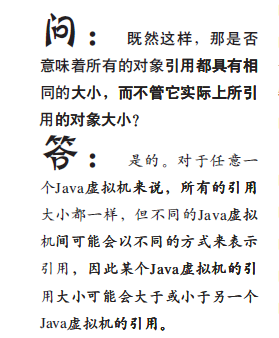 问：既然这样，那是否
意味着所有的对象引用都具有相
同的大小，而不管它实际上所引
用的对象大小？
答：是的。对于任意一
个Java虚拟机来说，所有的引用
大小都一样，但不同的Java虚拟
机间可能会以不同的方式来表示
引用，因此某个Java虚拟机的引
用大小可能会大于或小于另一个
Java虚拟机的引用。